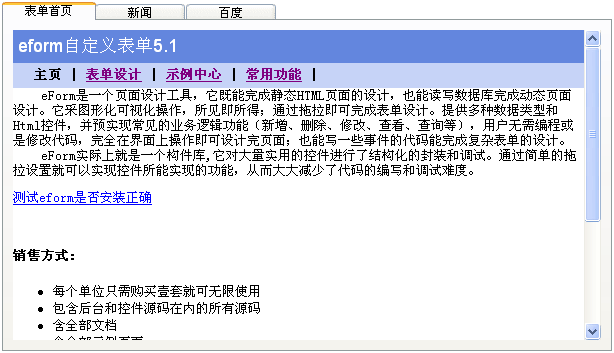 表单首页 新闻 百度
eform自定义表单5.1
主页 | 表单设计 | 示例中心 | 常用功能 |
eForm是一个页面设计工具，它既能完成静态HTML页面的设计，也能读写数据库完成动态页面
设计。它采图形化可视化操作，所见即所得；通过拖拉即可完成表单设计。提供多种数据类型和
Html控件，并预实现常见的业务逻辑功能（新增、删除、修改、查看、查询等），用户无需编程或
是修改代码，完全在界面上操作即可设计完页面；也能写一些事件的代码能完成复杂表单的设计。
eForm实际上就是一个构件库,它对大量实用的控件进行了结构化的封装和调试。通过简单的拖
拉设置就可以实现控件所能实现的功能，从而大大减少了代码的编写和调试难度。
测试eform是否安装正确
销售方式：
每个单位只需购买壹套就可无限使用
包含后台和控件源码在内的所有源码
含全部文档